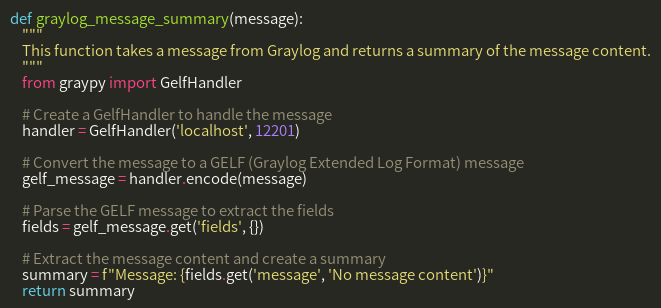 def graylog_message_summary(message):
    """
    This function takes a message from Graylog and returns a summary of the message content.
    """
    from graypy import GelfHandler

    # Create a GelfHandler to handle the message
    handler = GelfHandler('localhost', 12201)

    # Convert the message to a GELF (Graylog Extended Log Format) message
    gelf_message = handler.encode(message)

    # Parse the GELF message to extract the fields
    fields = gelf_message.get('fields', {})

    # Extract the message content and create a summary
    summary = f"Message: {fields.get('message', 'No message content')}"
    return summary